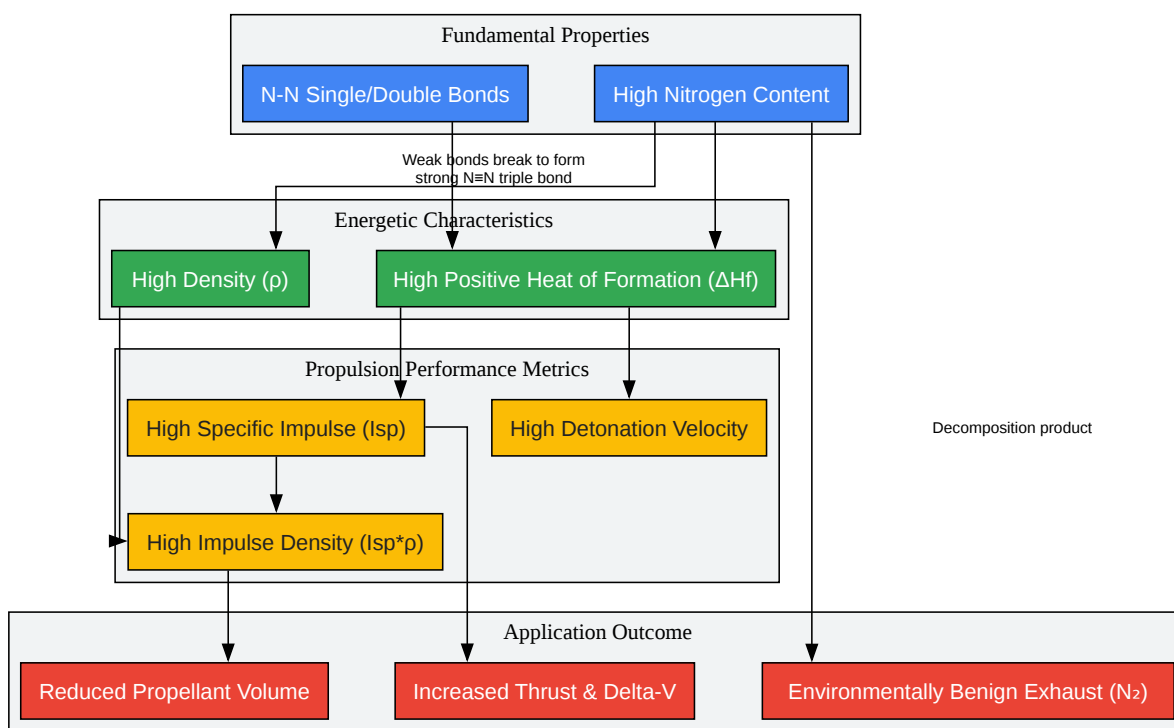 Fundamental Properties
N-N Single/Double Bonds
High Nitrogen Content
Weak bonds break to form
strong N≡N triple bond
Energetic Characteristics
High Density (ρ)
High Positive Heat of Formation (ΔHf)
Propulsion Performance Metrics
High Specific Impulse (Isp)
High Detonation Velocity
Decomposition product
High Impulse Density (Isp*ρ)
Application Outcome
Reduced Propellant Volume
Increased Thrust & Delta-V
Environmentally Benign Exhaust (N₂)